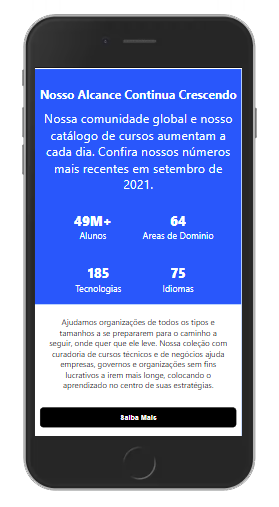 Nosso Alcance Continua Crescendo
Nossa comunidade global e nosso
catálogo de cursos aumentam a
cada dia. Confira nossos números
mais recentes em setembro de
2021.
49M+ 64
Alunos Areas de Dominio
185 75
Tecnologias Idiomas
Ajudamos organizações de todos os tipos e
tamanhos a se prepararem para o caminho a
seguir, onde quer que ele leve. Nossa coleção com
curadoria de cursos técnicos e de negócios ajuda
empresas, governos e organizações sem fins
lucrativos a irem mais longe, colocando o
aprendizado no centro de suas estratégias.
Saiba Mais